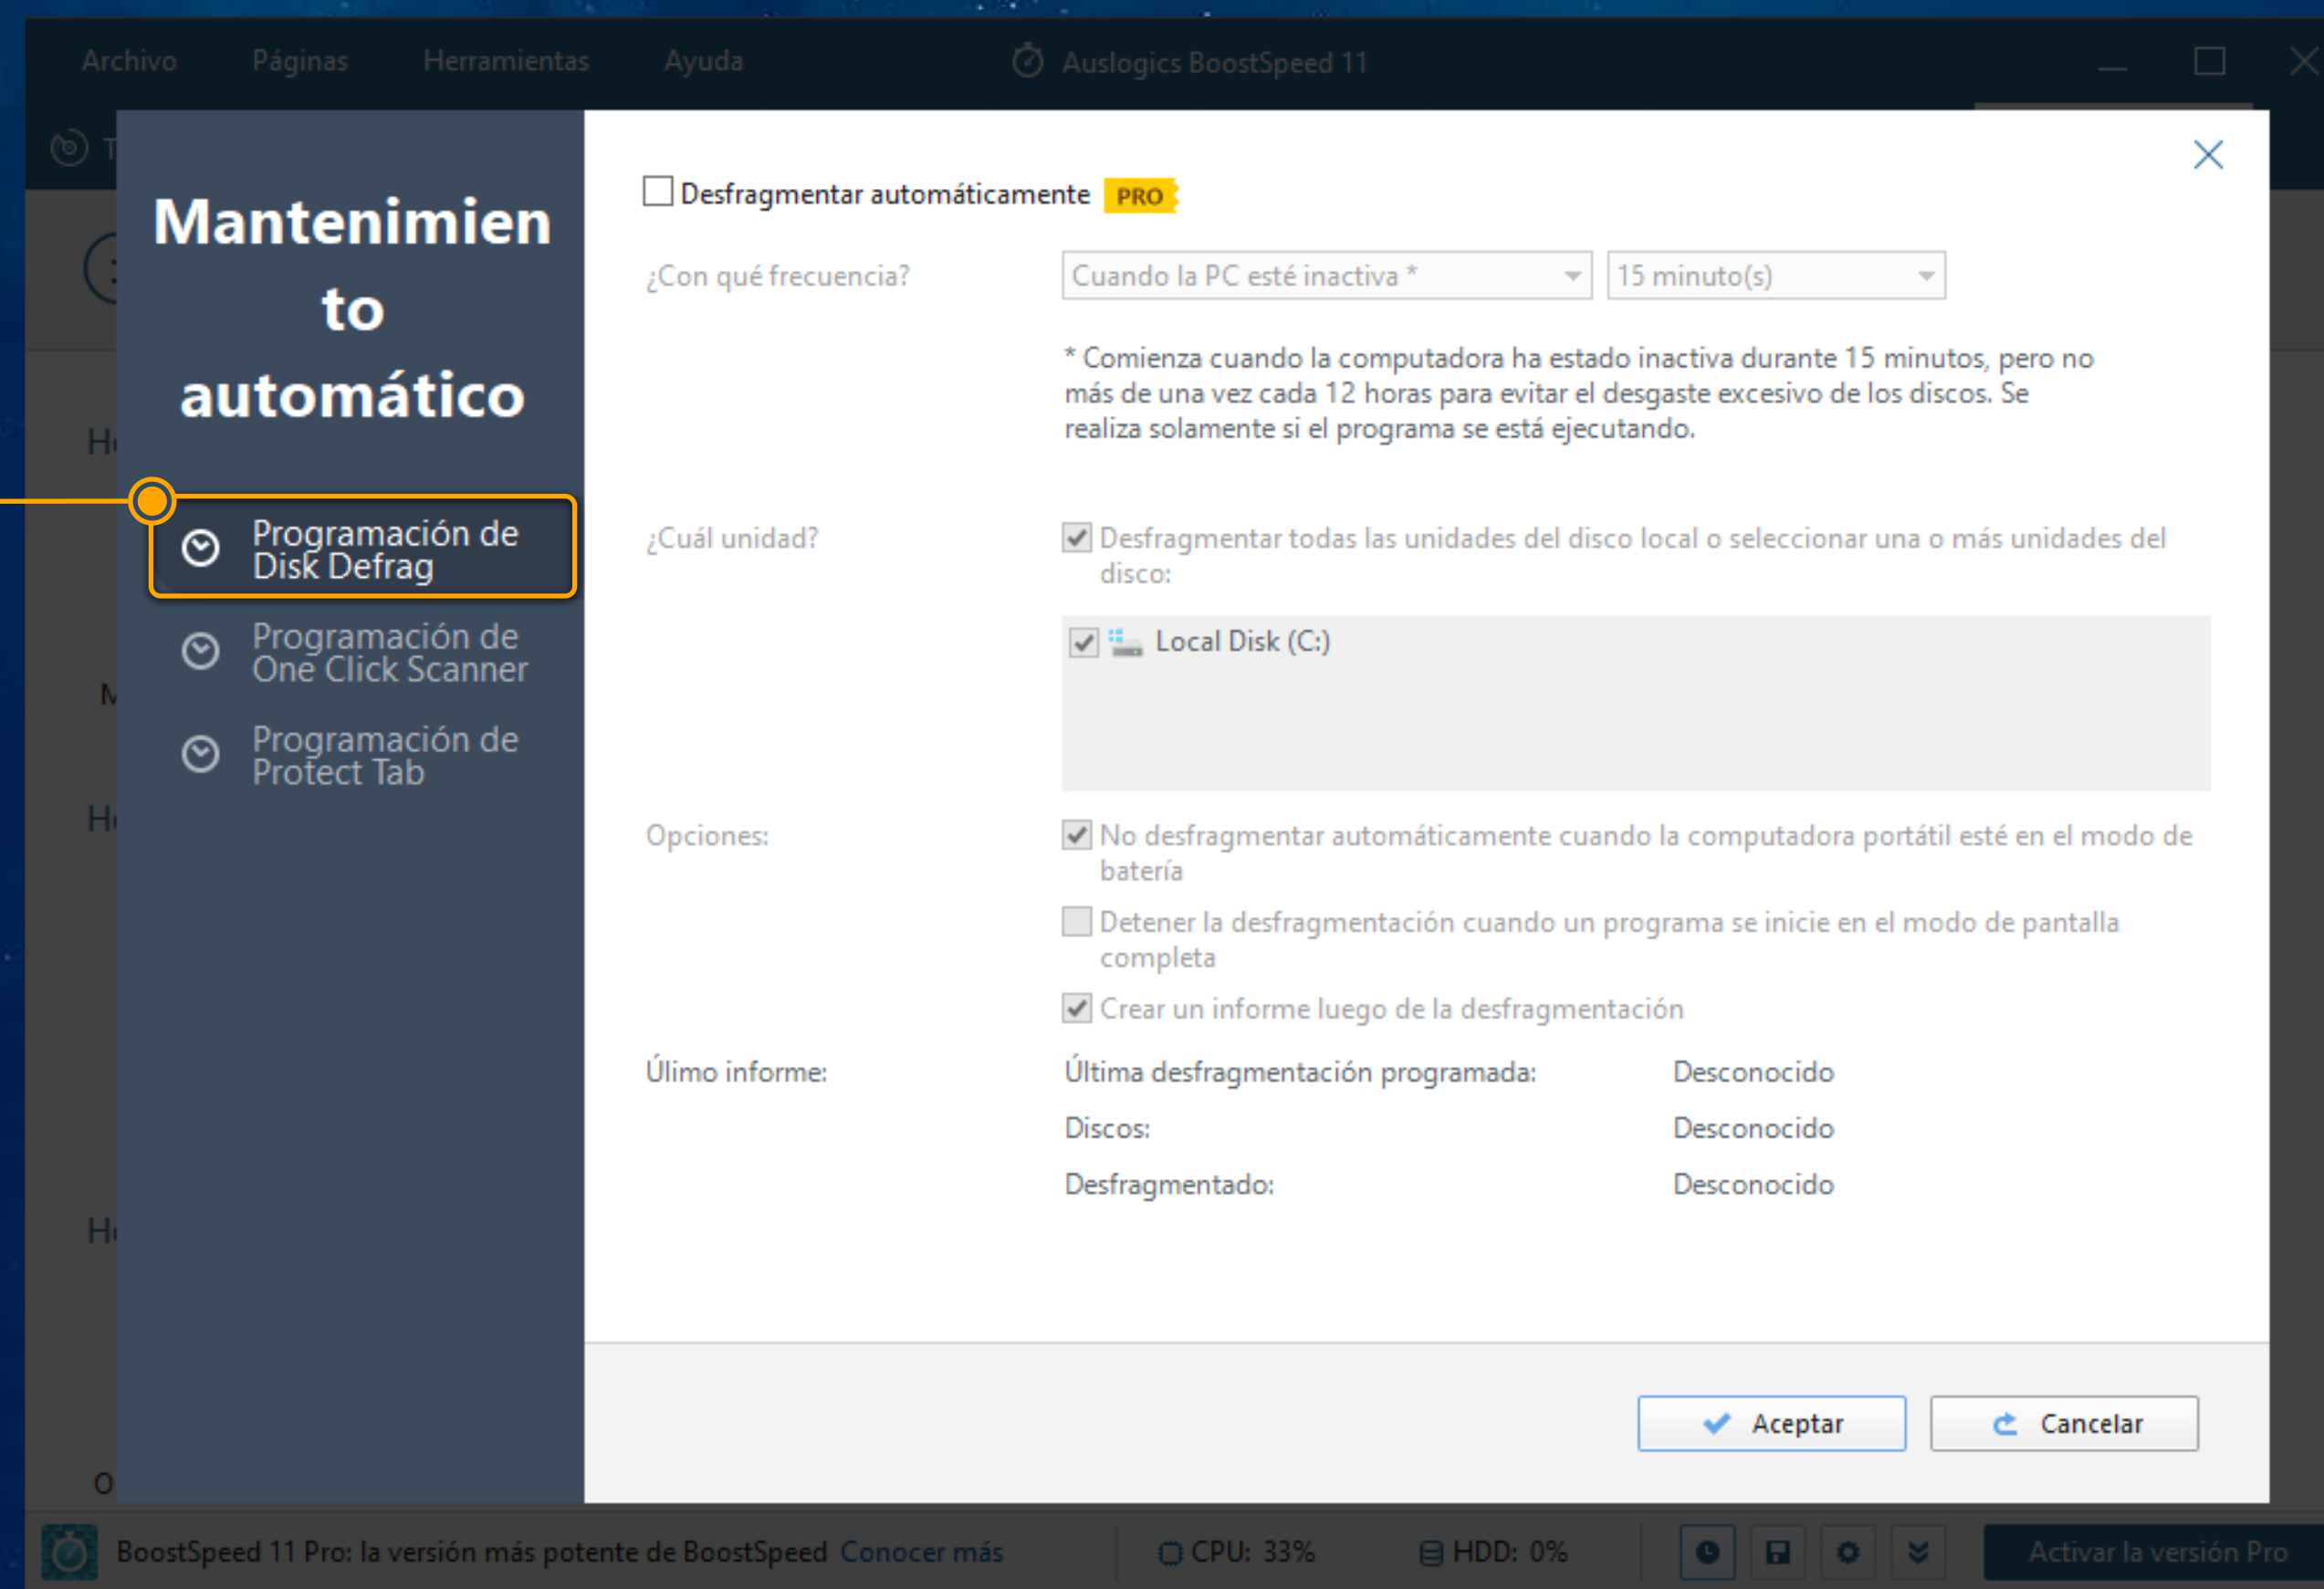 Archivo Páginas Herramientas Ayuda Auslogics BoostSpeed 11
Mantenimien
to
automático
Programación de
Disk Defrag
Programación de
One Click Scanner
Programación de
Protect Tab
Desfragmentar automáticamente PRO
¿Con qué frecuencia? Cuando la PC esté inactiva * 15 minuto(s)
* Comienza cuando la computadora ha estado inactiva durante 15 minutos, pero no
más de una vez cada 12 horas para evitar el desgaste excesivo de los discos. Se
realiza solamente si el programa se está ejecutando.
¿Cuál unidad? Desfragmentar todas las unidades del disco local o seleccionar una o más unidades del
disco:
Local Disk (C:)
Opciones: No desfragmentar automáticamente cuando la computadora portátil esté en el modo de
batería
Detener la desfragmentación cuando un programa se inicie en el modo de pantalla
completa
Crear un informe luego de la desfragmentación
Úlimo informe: Última desfragmentación programada: Desconocido
Discos: Desconocido
Desfragmentado: Desconocido
Aceptar Cancelar
BoostSpeed 11 Pro: la versión más potente de BoostSpeed Conocer más CPU: 33% HDD: 0% Activar la versión Pro